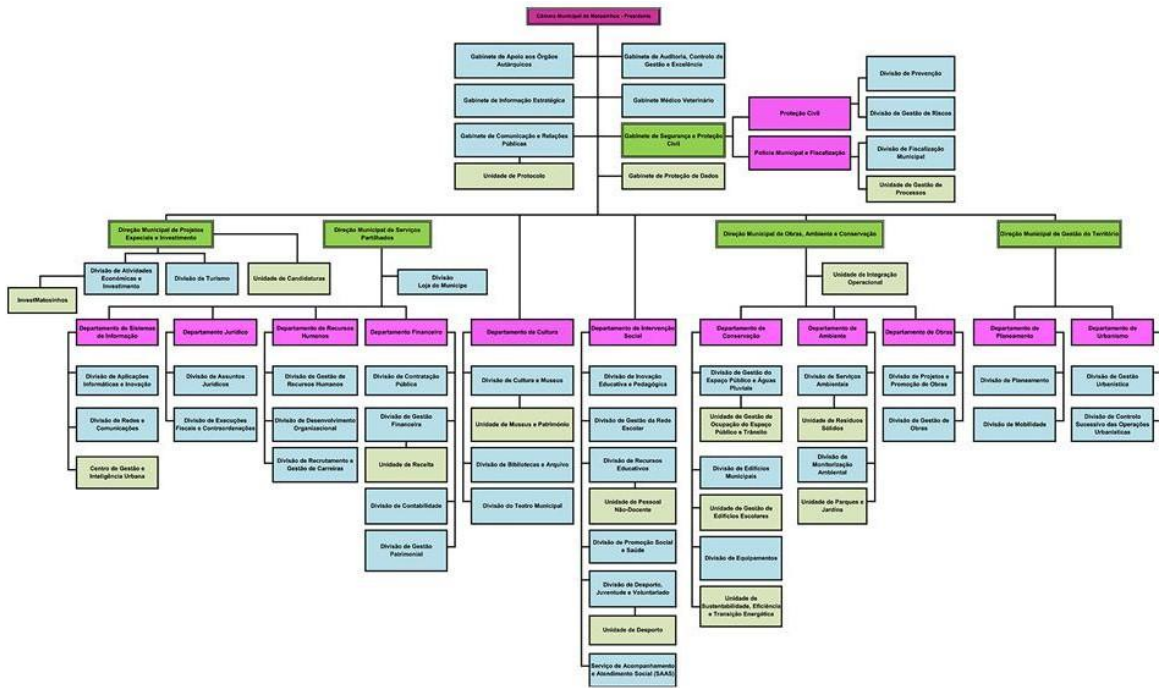 Câmara Municipal de Matosinhos - Presidente
Gabinete de Apoio aos Órgãos
Autárquicos
Gabinete de Auditoria, Controlo de
Gestão e Excelência
Gabinete de Informação Estratégica
Gabinete Médico Veterinário
Gabinete de Comunicação e Relações
Públicas
Gabinete de Segurança e Proteção
Civil
Unidade de Protocolo
Gabinete de Proteção de Dados
Proteção Civil
Polícia Municipal e Fiscalização
Divisão de Prevenção
Divisão de Gestão de Riscos
Divisão de Fiscalização
Municipal
Unidade de Gestão de
Processos
Direção Municipal de Projetos
Especiais e Investimento
Direção Municipal de Serviços
Partilhados
Direção Municipal de Obras, Ambiente e Conservação
Direção Municipal de Gestão do Território
InvestMatosinhos
Divisão de Atividades
Económicas e
Investimento
Divisão de Turismo
Unidade de Candidaturas
Divisão
Loja do Munícipe
Unidade de Integração
Operacional
Departamento de Sistemas
de Informação
Divisão de Aplicações
Informáticas e Inovação
Divisão de Redes e
Comunicações
Centro de Gestão e
Inteligência Urbana
Departamento Jurídico
Divisão de Assuntos
Jurídicos
Divisão de Execuções
Fiscais e Contraordenações
Departamento de Recursos
Humanos
Divisão de Gestão de
Recursos Humanos
Divisão de Desenvolvimento
Organizacional
Divisão de Recrutamento e
Gestão de Carreiras
Departamento Financeiro
Divisão de Contratação
Pública
Divisão de Gestão
Financeira
Unidade de Receita
Divisão de Contabilidade
Divisão de Gestão
Patrimonial
Departamento de Cultura
Divisão de Cultura e Museus
Unidade de Museus e Património
Divisão de Bibliotecas e Arquivo
Divisão do Teatro Municipal
Departamento de Intervenção
Social
Divisão de Inovação
Educativa e Pedagógica
Divisão de Gestão da Rede
Escolar
Divisão de Recursos
Educativos
Unidade de Pessoal
Não-Docente
Divisão de Promoção Social
e Saúde
Divisão do Desporto,
Juventude e Voluntariado
Unidade de Desporto
Serviço de Acompanhamento
e Atendimento Social (SAAS)
Departamento de
Conservação
Divisão de Gestão do
Espaço Público e Águas
Pluviais
Unidade de Gestão de
Ocupação do Espaço
Público e Trânsito
Divisão de Edifícios
Municipais
Unidade de Gestão de
Edifícios Escolares
Divisão de Equipamentos
Unidade de
Sustentabilidade, Eficiência
e Transição Energética
Departamento de
Ambiente
Divisão de Serviços
Ambientais
Unidade de Resíduos
Sólidos
Divisão de
Monitorização
Ambiental
Unidade de Parques e
Jardins
Departamento de Obras
Divisão de Projetos e
Promoção de Obras
Divisão de Gestão de
Obras
Departamento de
Planeamento
Divisão de Planeamento
Divisão de Mobilidade
Departamento de
Urbanismo
Divisão de Gestão
Urbanística
Divisão de Controlo
Sucessivo das Operações
Urbanísticas